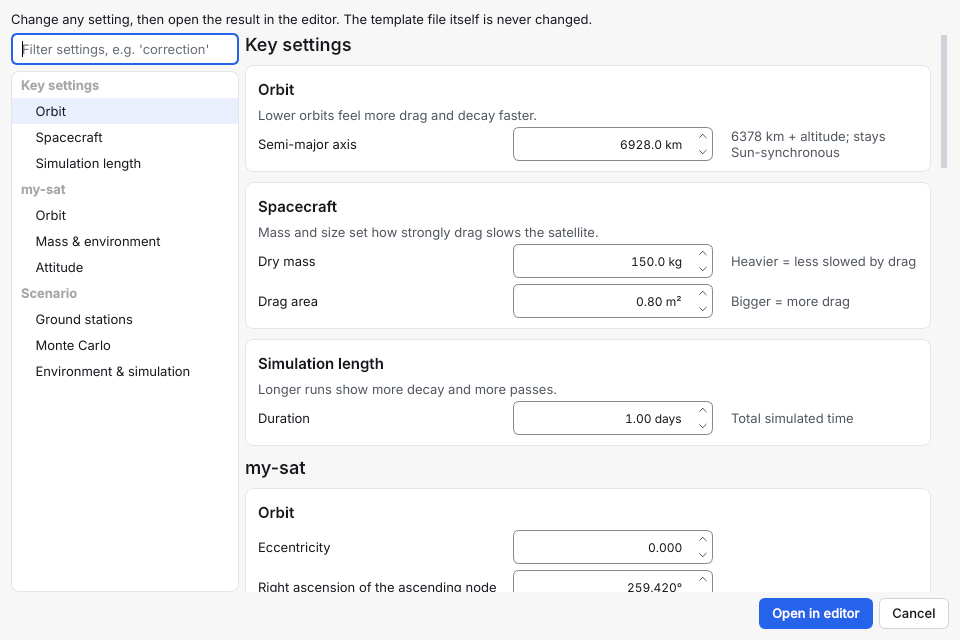 Change any setting, then open the result in the editor. The template file itself is never changed.
Filter settings, e.g. 'correction'
Key settings
Orbit
Spacecraft
Simulation length
my-sat
Orbit
Mass & environment
Attitude
Scenario
Ground stations
Monte Carlo
Environment & simulation
Key settings
Orbit
Lower orbits feel more drag and decay faster.
Semi-major axis
6928.0 km
6378 km + altitude; stays
Sun-synchronous
Spacecraft
Mass and size set how strongly drag slows the satellite.
Dry mass
150.0 kg
Heavier = less slowed by drag
Drag area
0.80 m²
Bigger = more drag
Simulation length
Longer runs show more decay and more passes.
Duration
1.00 days
Total simulated time
my-sat
Orbit
Eccentricity
0.000
Right ascension of the ascending node
259.420°
Open in editor
Cancel